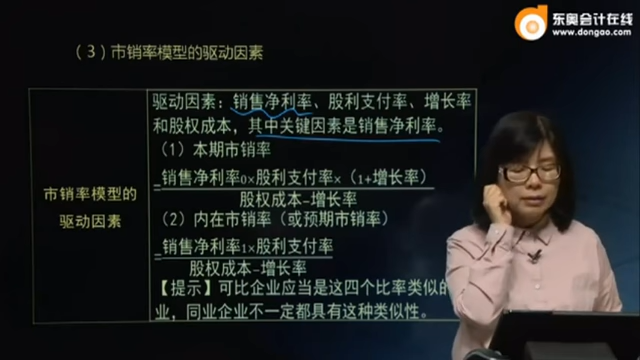 东奥会计在线
www.dongao.com
（3）市销率模型的驱动因素
驱动因素：销售净利率、股利支付率、增长率
和股权成本，其中关键因素是销售净利率。
（1）本期市销率
=销售净利率0×股利支付率×（1+增长率）
股权成本-增长率
市销率模型的
驱动因素
（2）内在市销率（或预期市销率）
=销售净利率1×股利支付率
股权成本-增长率
【提示】可比企业应当是这四个比率类似的
业，同业企业不一定都具有这种类似性。